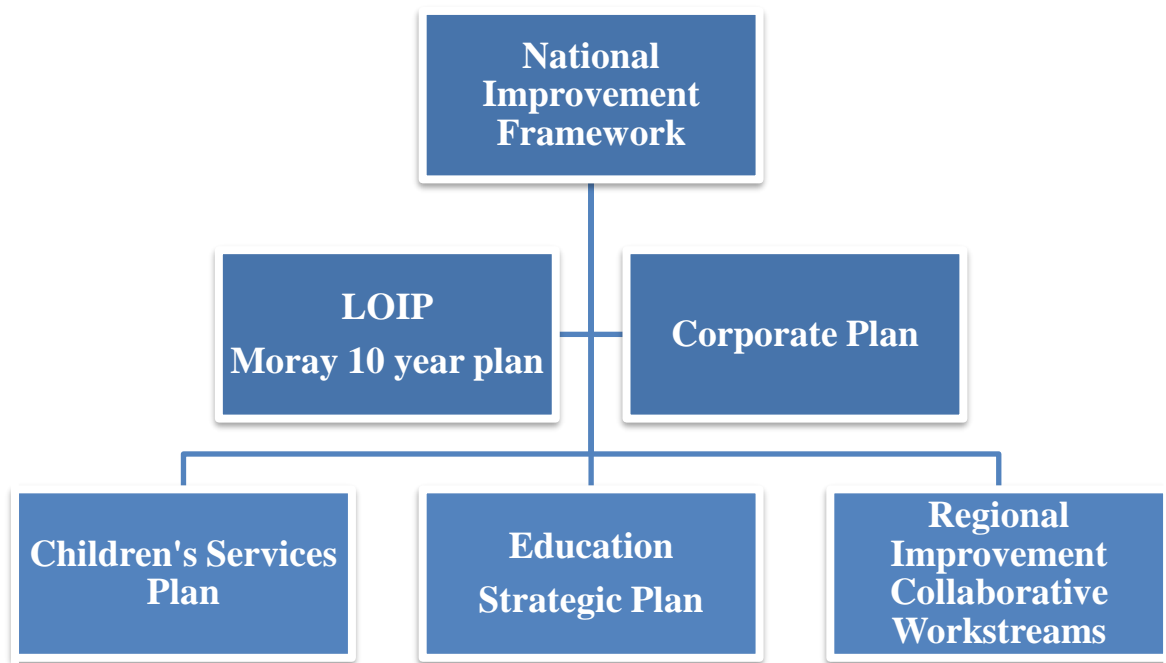 National
Improvement
Framework
LOIP
Moray 10 year plan
Corporate Plan
Children's Services
Plan
Education
Strategic Plan
Regional
Improvement
Collaborative
Workstreams